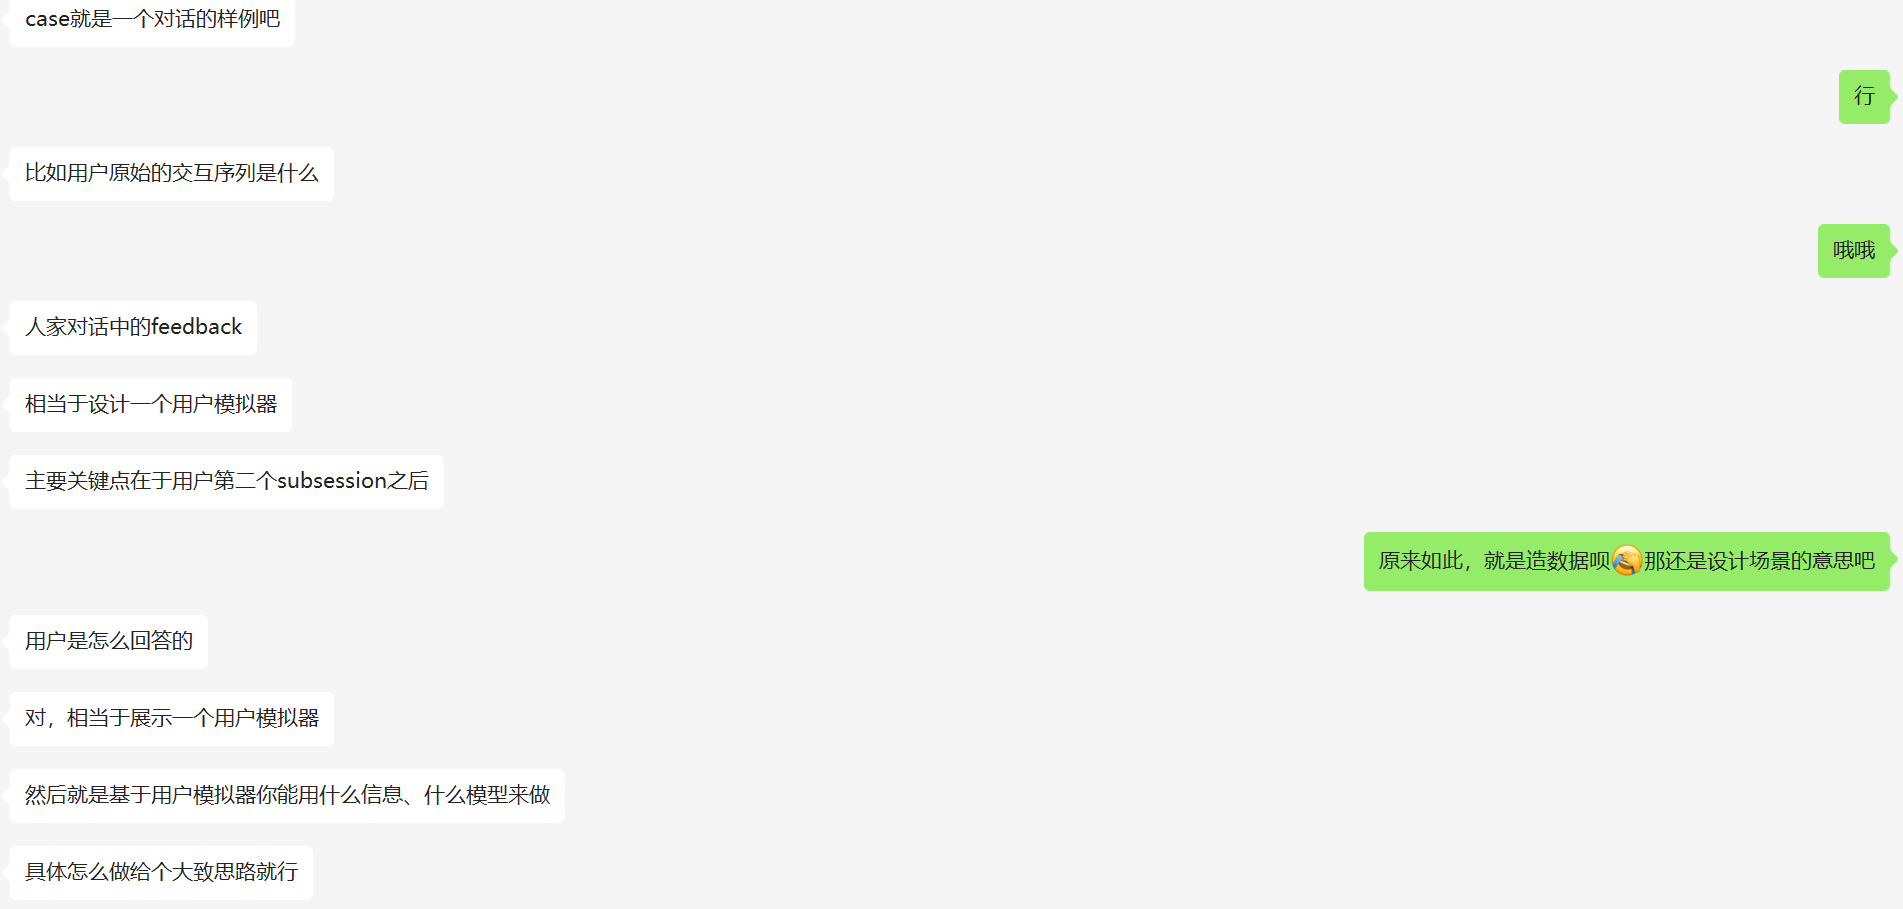 case就是一个对话的样例吧
行
比如用户原始的交互序列是什么
哦哦
人家对话中的feedback
相当于设计一个用户模拟器
主要关键点在于用户第二个subsession之后
原来如此，就是造数据呗🤣那还是设计场景的意思吧
用户是怎么回答的
对，相当于展示一个用户模拟器
然后就是基于用户模拟器你能用什么信息、什么模型来做
具体怎么做给个大致思路就行